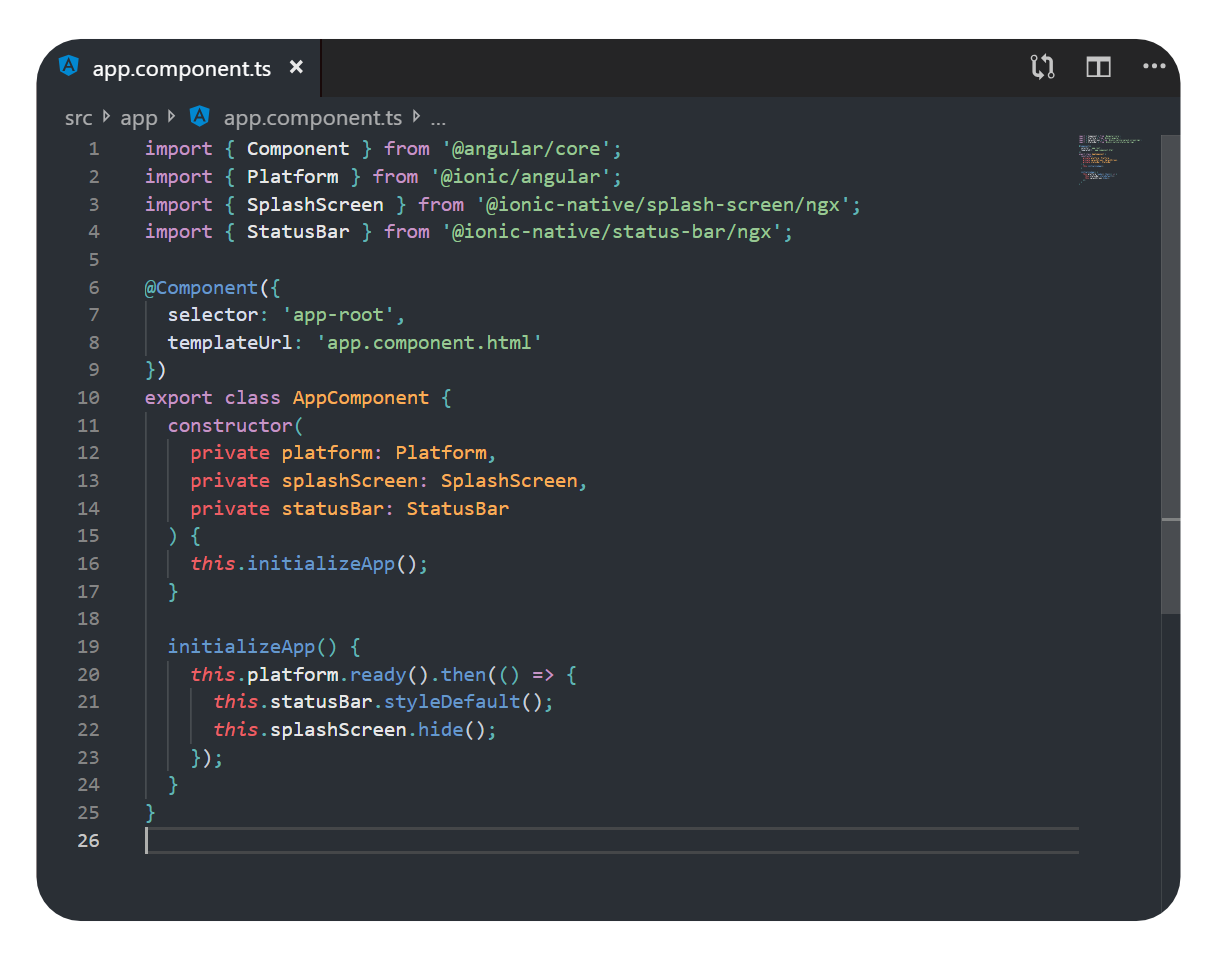 app.component.ts ×
src app app.component.ts ...
1 import { Component } from '@angular/core';
2 import { Platform } from '@ionic/angular';
3 import { SplashScreen } from '@ionic-native/splash-screen/ngx';
4 import { StatusBar } from '@ionic-native/status-bar/ngx';
5
6 @Component({
7   selector: 'app-root',
8   templateUrl: 'app.component.html'
9 })
10 export class AppComponent {
11   constructor(
12     private platform: Platform,
13     private splashScreen: SplashScreen,
14     private statusBar: StatusBar
15   ) {
16     this.initializeApp();
17   }
18
19   initializeApp() {
20     this.platform.ready().then(() => {
21       this.statusBar.styleDefault();
22       this.splashScreen.hide();
23     });
24   }
25 }
26